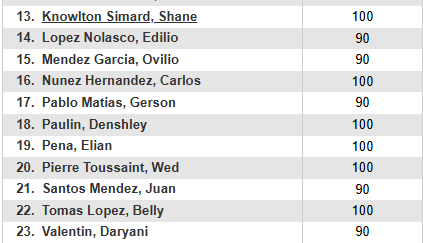 13. Knowlton Simard, Shane 100
14. Lopez Nolasco, Edilio 90
15. Mendez Garcia, Ovilio 90
16. Nunez Hernandez, Carlos 100
17. Pablo Matias, Gerson 90
18. Paulin, Denshley 100
19. Pena, Elian 100
20. Pierre Toussaint, Wed 100
21. Santos Mendez, Juan 90
22. Tomas Lopez, Belly 100
23. Valentin, Daryani 90